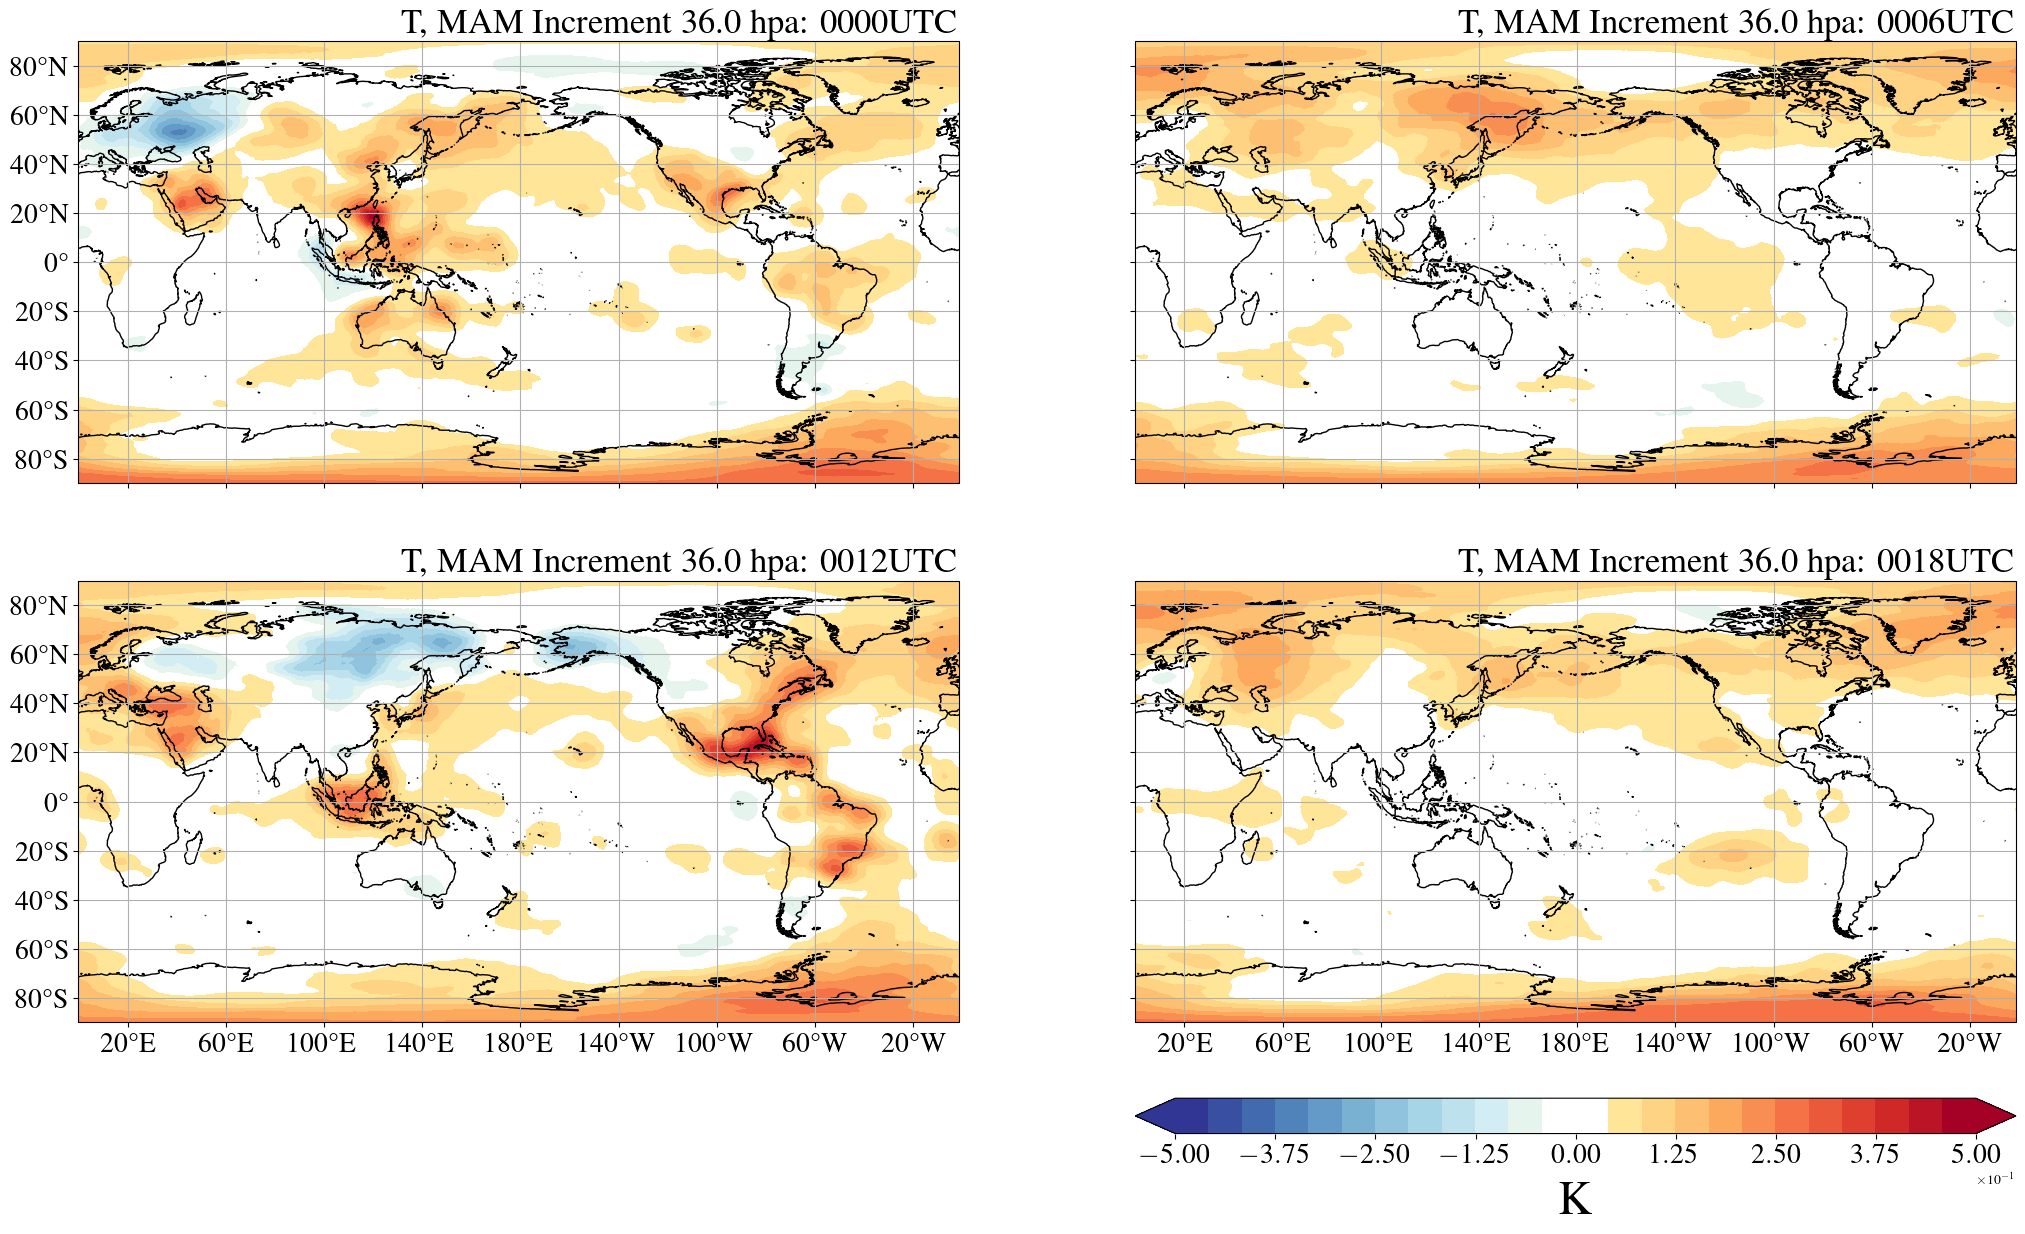 T, MAM Increment 36.0 hpa: 0000UTC
T, MAM Increment 36.0 hpa: 0006UTC
80°N
60°N
40°N
20°N
0°
20°S
40°S
60°S
80°S
T, MAM Increment 36.0 hpa: 0012UTC
T, MAM Increment 36.0 hpa: 0018UTC
80°N
60°N
40°N
20°N
0°
20°S
40°S
60°S
80°S
20°E 60°E 100°E 140°E 180°E 140°W 100°W 60°W 20°W
20°E 60°E 100°E 140°E 180°E 140°W 100°W 60°W 20°W
−5.00 −3.75 −2.50 −1.25 0.00 1.25 2.50 3.75 5.00
×10⁻¹
K